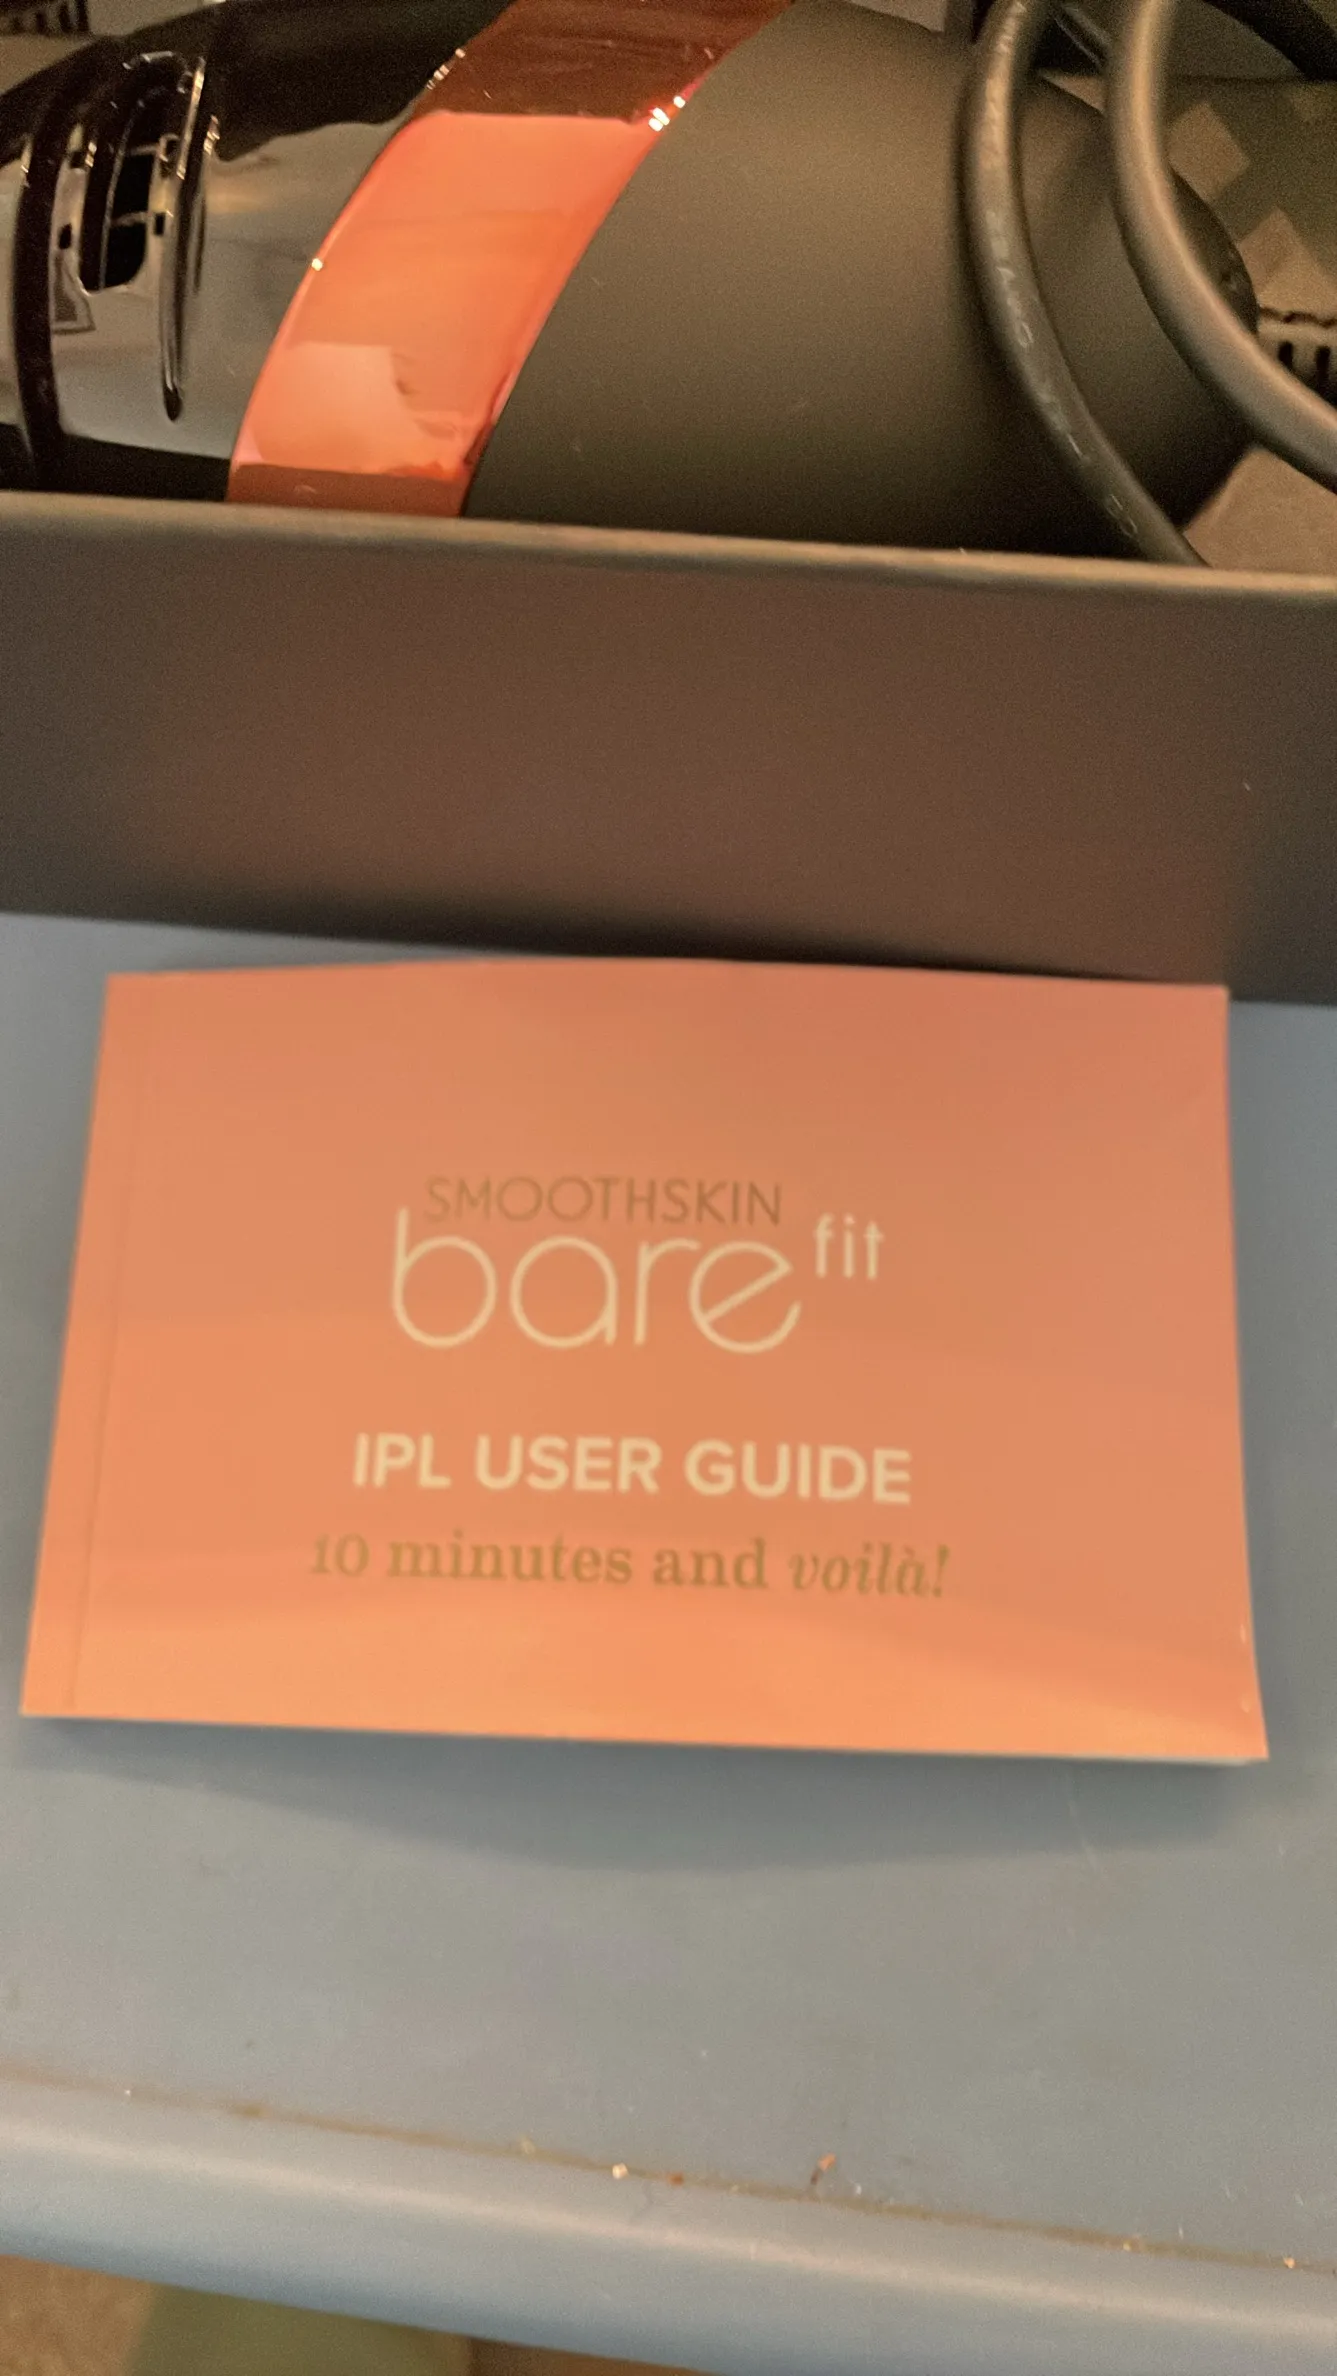 SMOOTHSKIN
bare fit
IPL USER GUIDE
10 minutes and voilà!